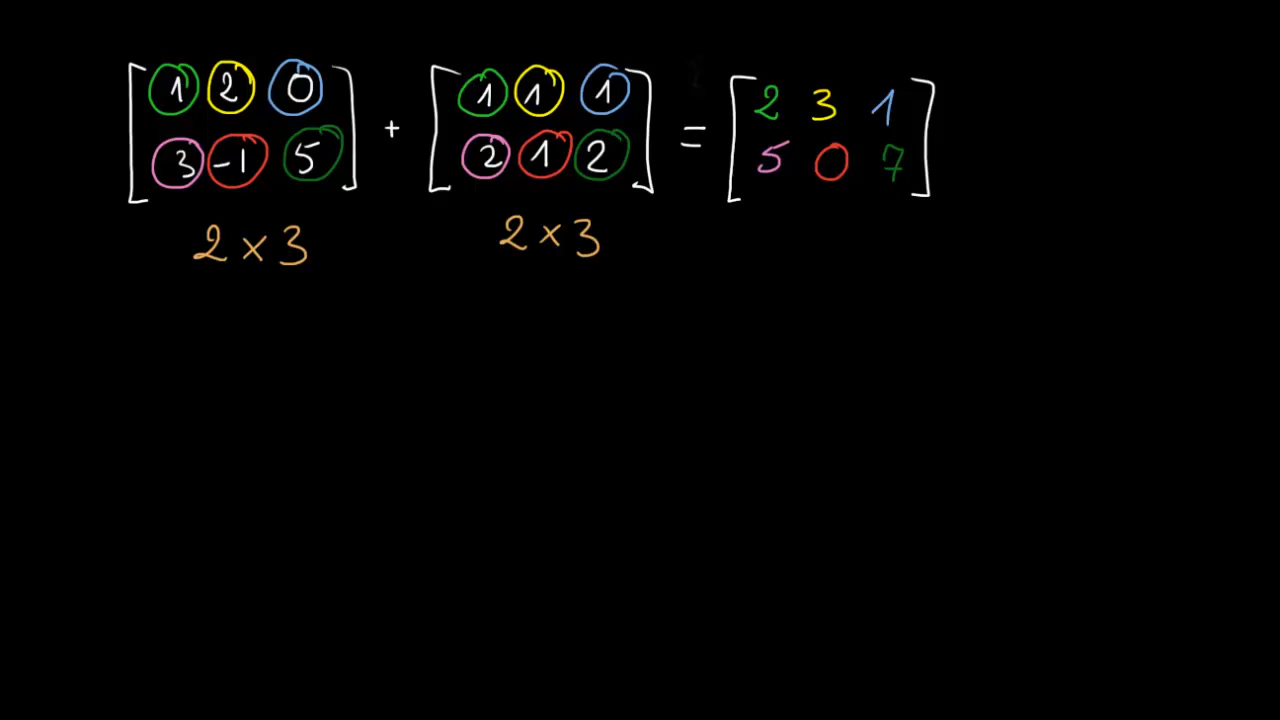 [1 2 0] + [1 1 1] = [2 3 1]
[3 -1 5] [2 1 2] [5 0 7]
2 × 3 2 × 3